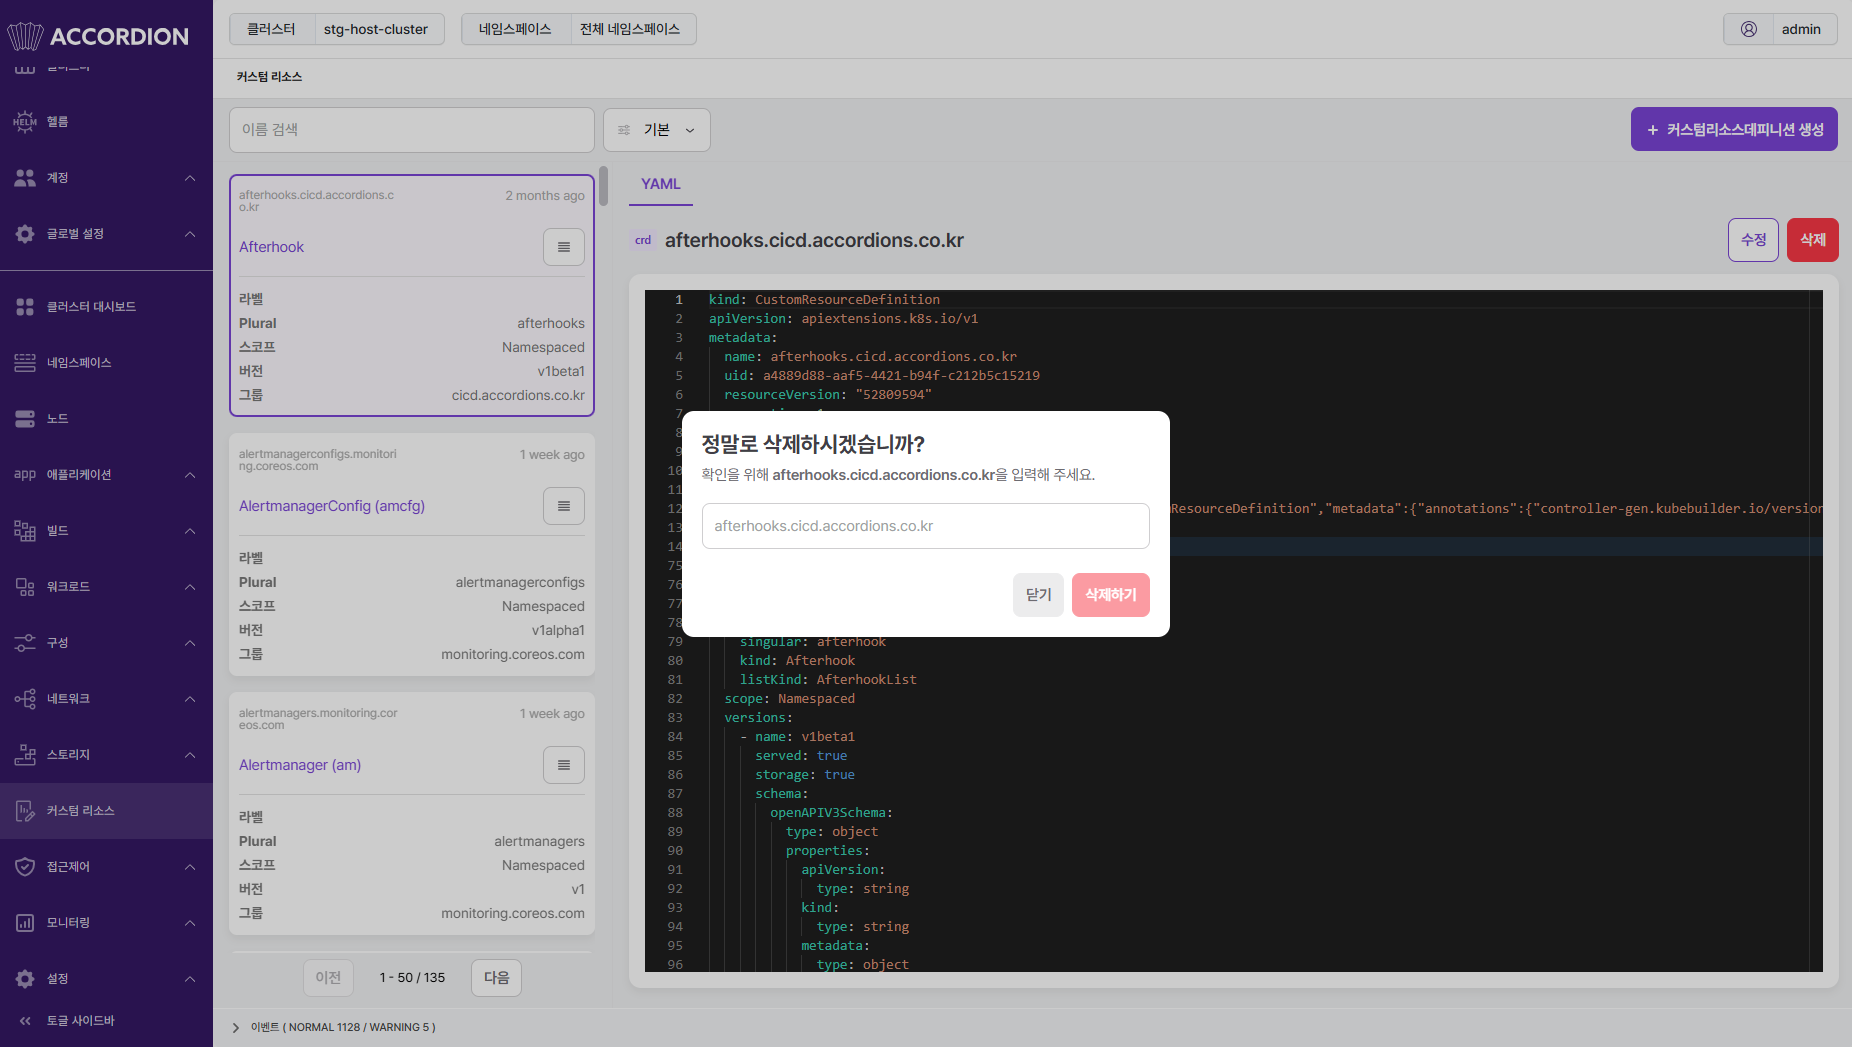 ACCORDION
헬름
계정
글로벌 설정
클러스터 대시보드
네임스페이스
노드
app 애플리케이션
빌드
워크로드
구성
네트워크
스토리지
커스텀 리소스
접근제어
모니터링
설정
토글 사이드바
클러스터 stg-host-cluster 네임스페이스 전체 네임스페이스 admin
커스텀 리소스
이름 검색 기본 + 커스텀리소스데피니션 생성
afterhooks.cicd.accordions.c
o.kr
2 months ago
Afterhook
라벨
Plural afterhooks
스코프 Namespaced
버전 v1beta1
그룹 cicd.accordions.co.kr
alertmanagerconfigs.monitori
ng.coreos.com
1 week ago
AlertmanagerConfig (amcfg)
라벨
Plural alertmanagerconfigs
스코프 Namespaced
버전 v1alpha1
그룹 monitoring.coreos.com
alertmanagers.monitoring.cor
eos.com
1 week ago
Alertmanager (am)
라벨
Plural alertmanagers
스코프 Namespaced
버전 v1
그룹 monitoring.coreos.com
이전 1 - 50 / 135 다음
YAML
crd afterhooks.cicd.accordions.co.kr 수정 삭제
1 kind: CustomResourceDefinition
2 apiVersion: apiextensions.k8s.io/v1
3 metadata:
4 name: afterhooks.cicd.accordions.co.kr
5 uid: a4889d88-aaf5-4421-b94f-c212b5c15219
6 resourceVersion: "52809594"
7
8
9
10
11
12 mResourceDefinition","metadata":{"annotations":{"controller-gen.kubebuilder.io/version
13
14
75
76
77
78
79 singular: afterhook
80 kind: Afterhook
81 listKind: AfterhookList
82 scope: Namespaced
83 versions:
84 - name: v1beta1
85 served: true
86 storage: true
87 schema:
88 openAPIV3Schema:
89 type: object
90 properties:
91 apiVersion:
92 type: string
93 kind:
94 type: string
95 metadata:
96 type: object
정말로 삭제하시겠습니까?
확인을 위해 afterhooks.cicd.accordions.co.kr을 입력해 주세요.
afterhooks.cicd.accordions.co.kr
닫기 삭제하기
이벤트 ( NORMAL 1128 / WARNING 5 )